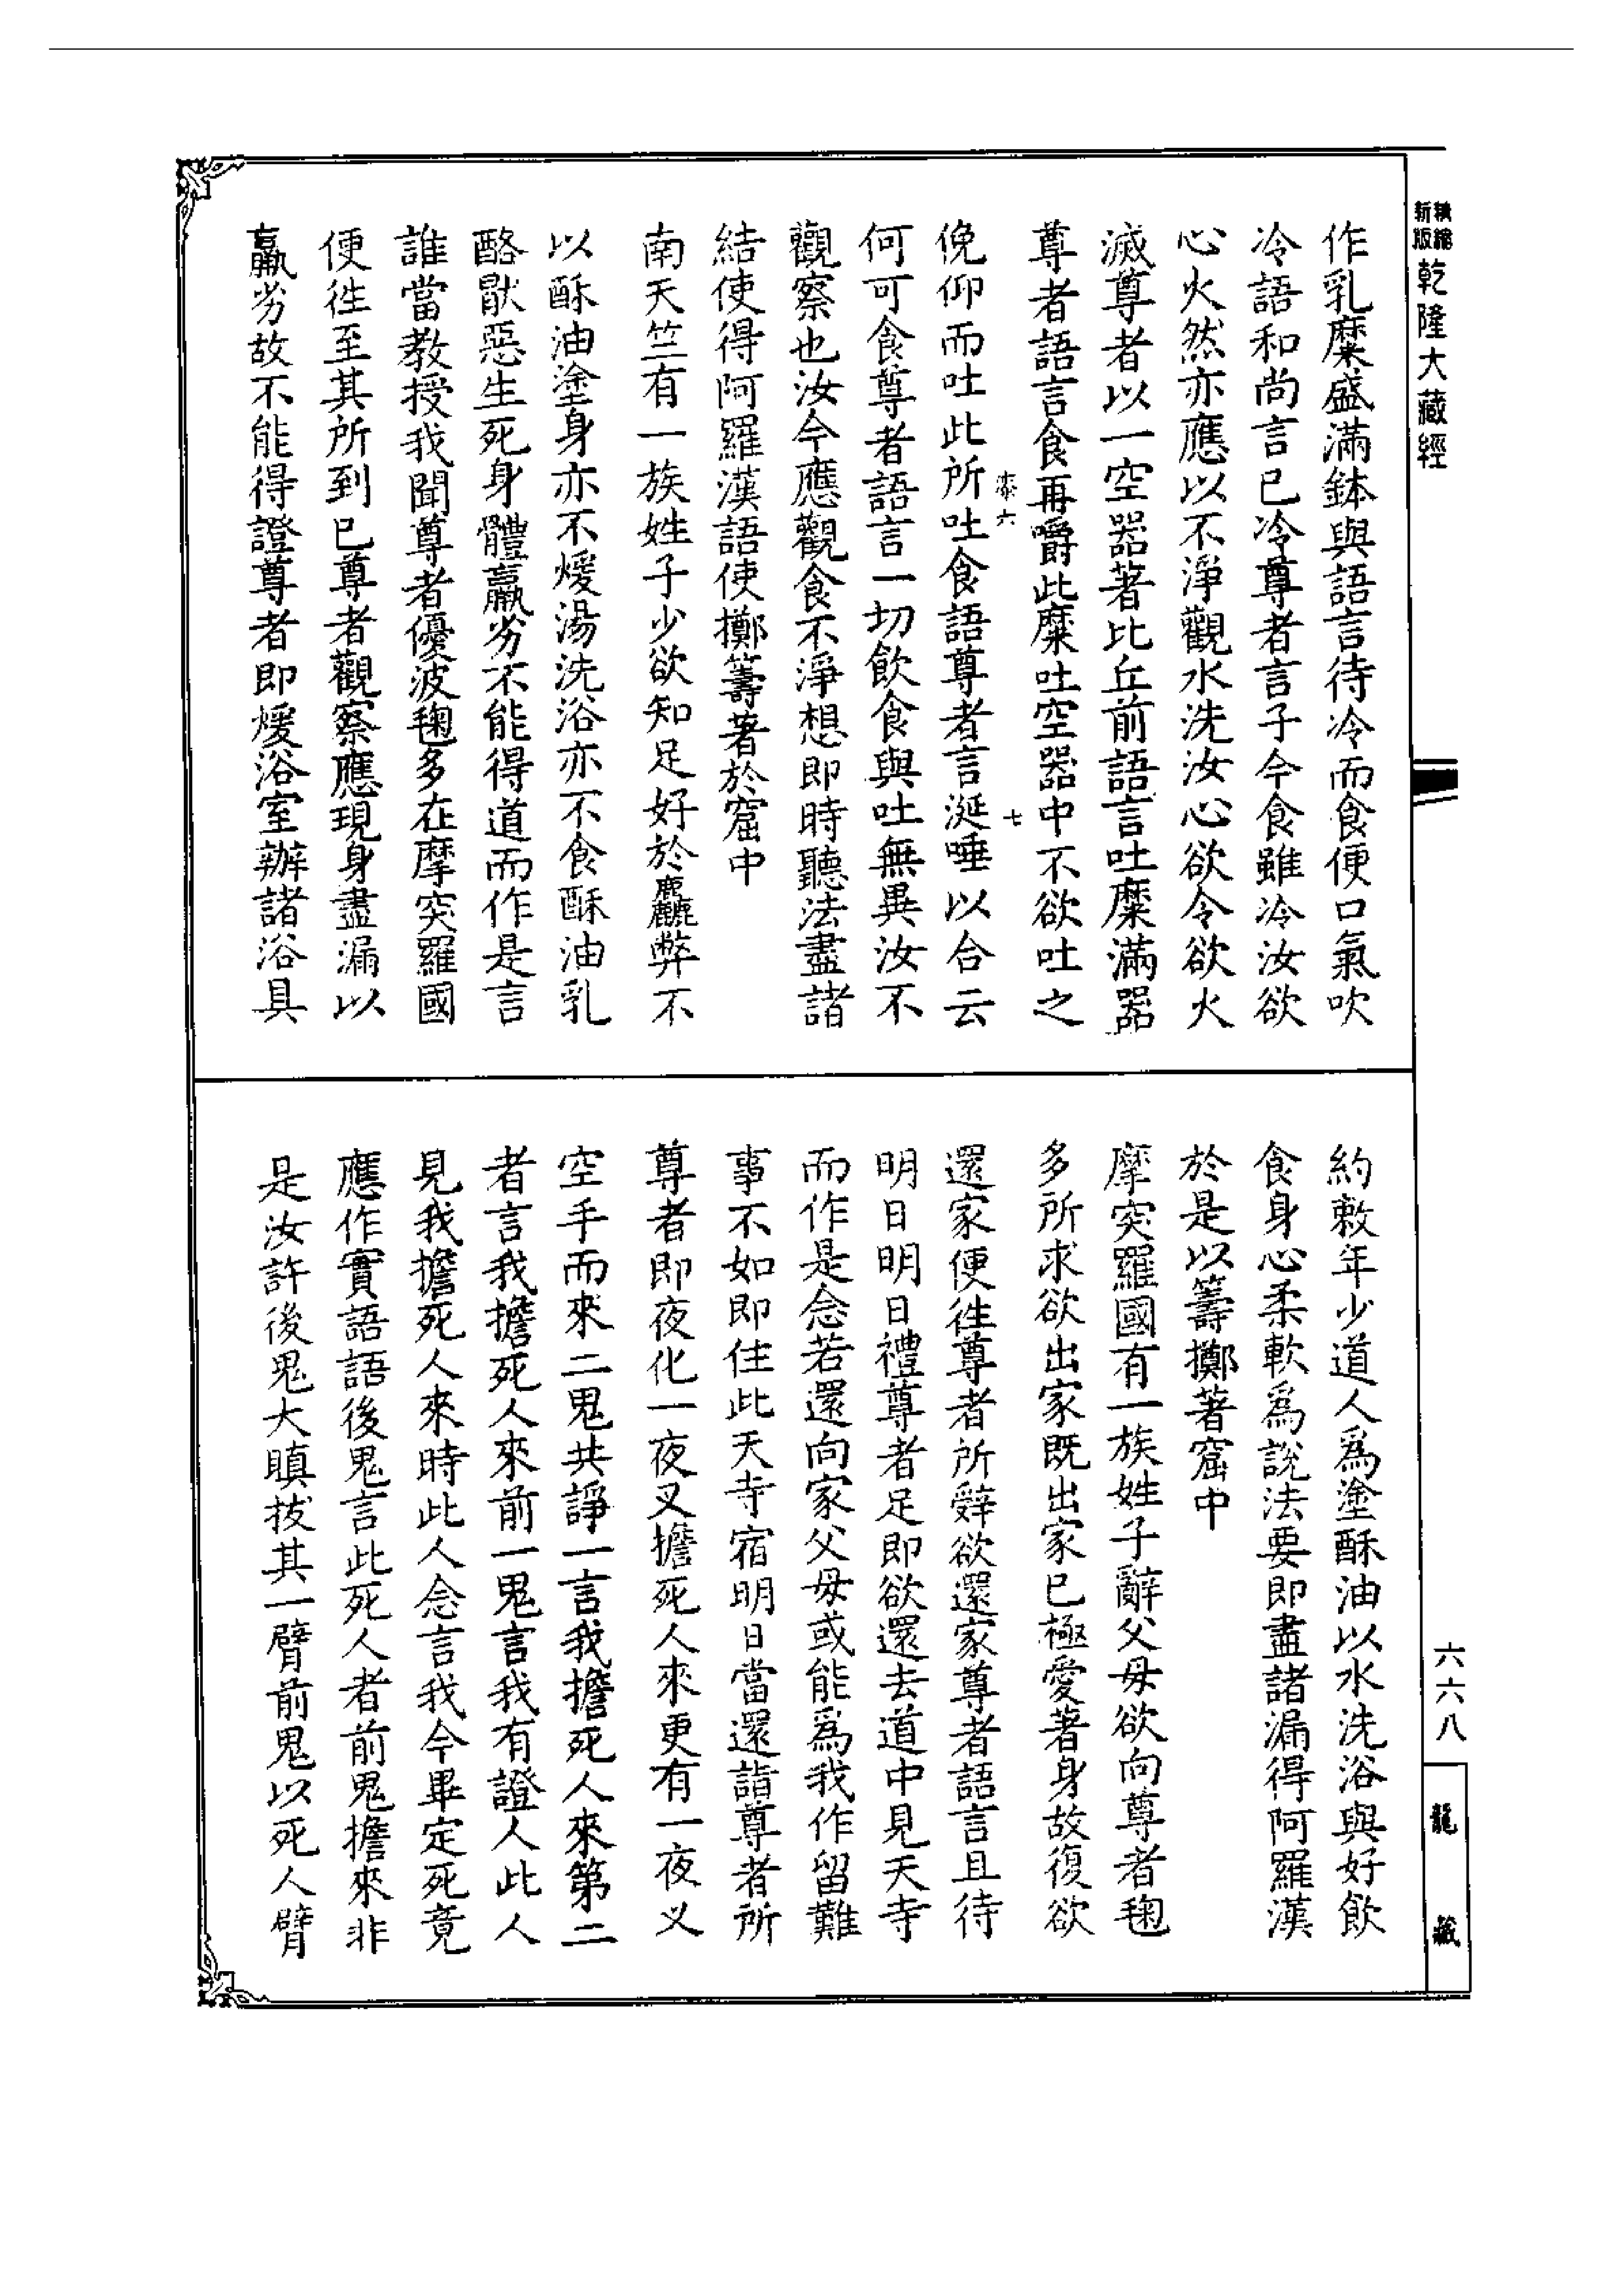 精縮
新版
乾隆大藏經
作乳糜盛滿鉢與語言待冷而食便口氣吹
冷語和尚言已冷尊者言子今食雖冷汝欲
心火然亦應以不淨觀水洗汝心欲令欲火
滅尊者以一空器著比丘前語言吐糜滿器
尊者語言食再嚼此糜吐空器中不欲吐之
泰六 七
俛仰而吐此所吐食語尊者言涎唾以合云
何可食尊者語言一切飲食與吐無異汝不
觀察也汝今應觀食不淨想即時聽法盡諸
結使得阿羅漢語使擲籌著於窟中
南天竺有一族姓子少欲知足好於麤弊不
以酥油塗身亦不煖湯洗浴亦不食酥油乳
酪猒惡生死身體羸劣不能得道而作是言
誰當教授我聞尊者優波毱多在摩突羅國
便往至其所到已尊者觀察應現身盡漏以
羸劣故不能得證尊者即煖浴室辦諸浴具
約敕年少道人為塗酥油以水洗浴與好飲
食身心柔軟為說法要即盡諸漏得阿羅漢
於是以籌擲著窟中
摩突羅國有一族姓子辭父母欲向尊者毱
多所求欲出家既出家已極愛著身故復欲
還家便往尊者所辤欲還家尊者語言且待
明日明日禮尊者足即欲還去道中見天寺
而作是念若還向家父母或能為我作留難
事不如即住此天寺宿明日當還詣尊者所
尊者即夜化一夜叉擔死人來更有一夜叉
空手而來二鬼共諍一言我擔死人來第二
者言我擔死人來前一鬼言我有證人此人
見我擔死人來時此人念言我今畢定死竟
應作實語語後鬼言此死人者前鬼擔來非
是汝許後鬼大瞋拔其一臂前鬼以死人臂
六六八
龍藏